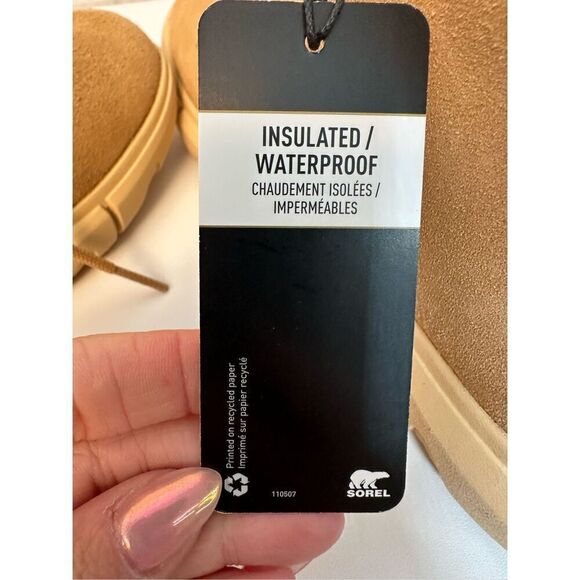 INSULATED /
WATERPROOF
CHAUDEMENT ISOLÉES /
IMPERMÉABLES
Printed on recycled paper
Imprimé sur papier recyclé
110507
SOREL